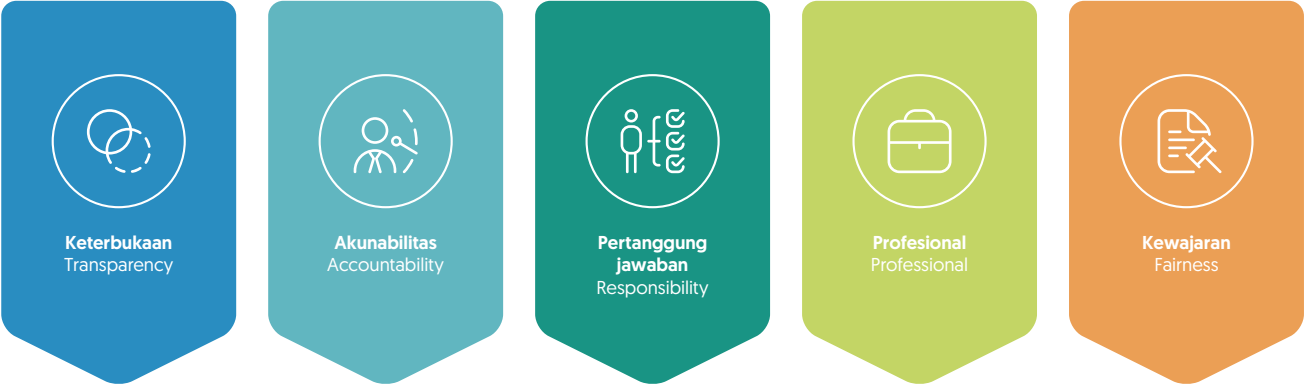 Keterbukaan
Transparency
Akunabilitas
Accountability
Pertanggung
jawaban
Responsibility
Profesional
Professional
Kewajaran
Fairness